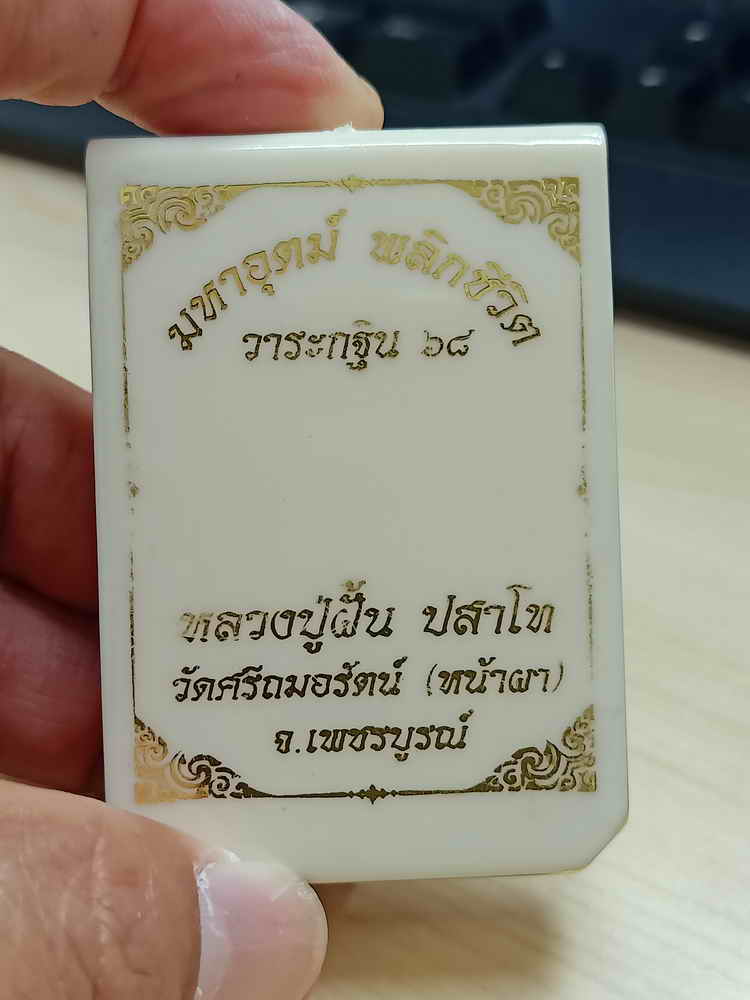 มหาอุตม์ พลิกชีวิต
วาระกฐิน ๖๘
หลวงปู่ฝั้น ปสาโท
วัดศรีถมอรัตน์ (หน้าผา)
จ.เพชรบูรณ์